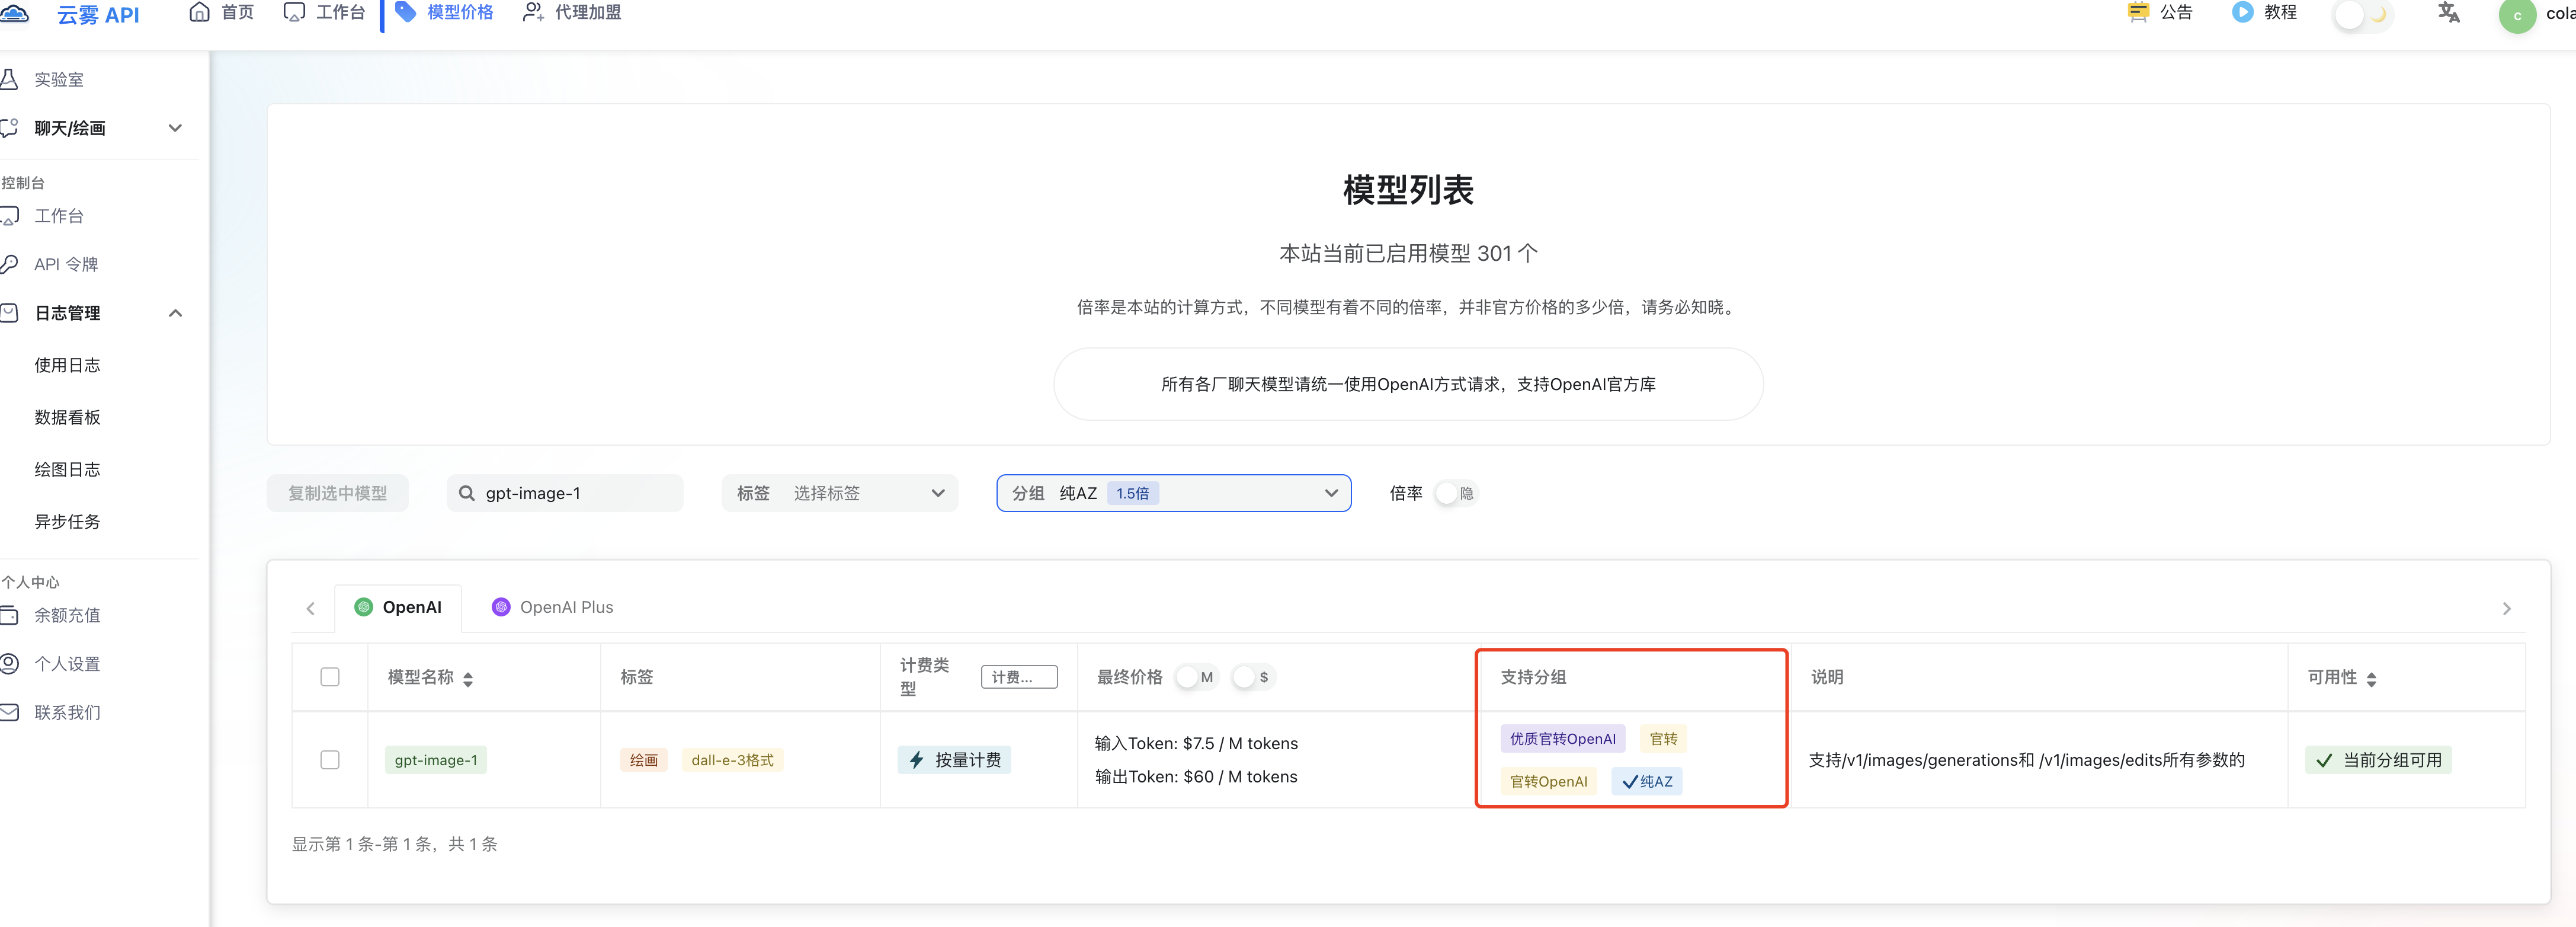 云雾 API
首页
工作台
模型价格
代理加盟
公告
教程
c
cola
实验室
聊天/绘画
控制台
工作台
API 令牌
日志管理
使用日志
数据看板
绘图日志
异步任务
个人中心
余额充值
个人设置
联系我们
模型列表
本站当前已启用模型 301 个
倍率是本站的计算方式，不同模型有着不同的倍率，并非官方价格的多少倍，请务必知晓。
所有各厂聊天模型请统一使用OpenAI方式请求，支持OpenAI官方库
复制选中模型
gpt-image-1
标签 选择标签
分组 纯AZ 1.5倍
倍率 隐
OpenAI
OpenAI Plus
模型名称
标签
计费类
型
计费...
最终价格 M $
支持分组
说明
可用性
gpt-image-1
绘画 dall-e-3格式
按量计费
输入Token: $7.5 / M tokens
输出Token: $60 / M tokens
优质官转OpenAI 官转
官转OpenAI 纯AZ
支持/v1/images/generations和 /v1/images/edits所有参数的
当前分组可用
显示第 1 条-第 1 条，共 1 条